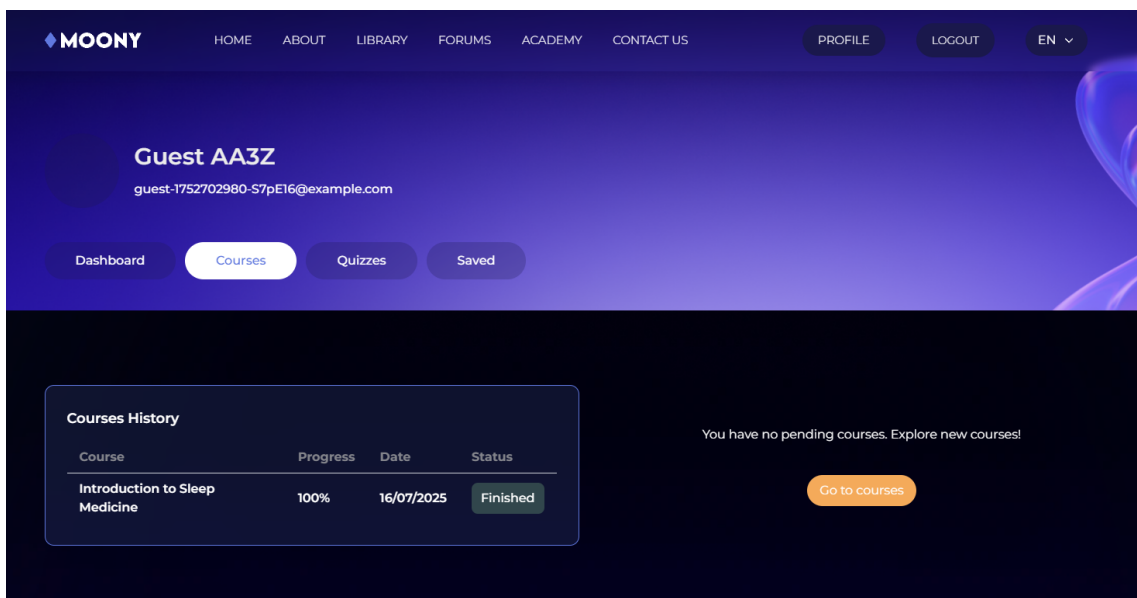 MOONY
HOME ABOUT LIBRARY FORUMS ACADEMY CONTACT US PROFILE LOGOUT EN
Guest AA3Z
guest-1752702980-S7pE16@example.com
Dashboard Courses Quizzes Saved
Courses History
Course Progress Date Status
Introduction to Sleep
Medicine
100% 16/07/2025 Finished
You have no pending courses. Explore new courses!
Go to courses